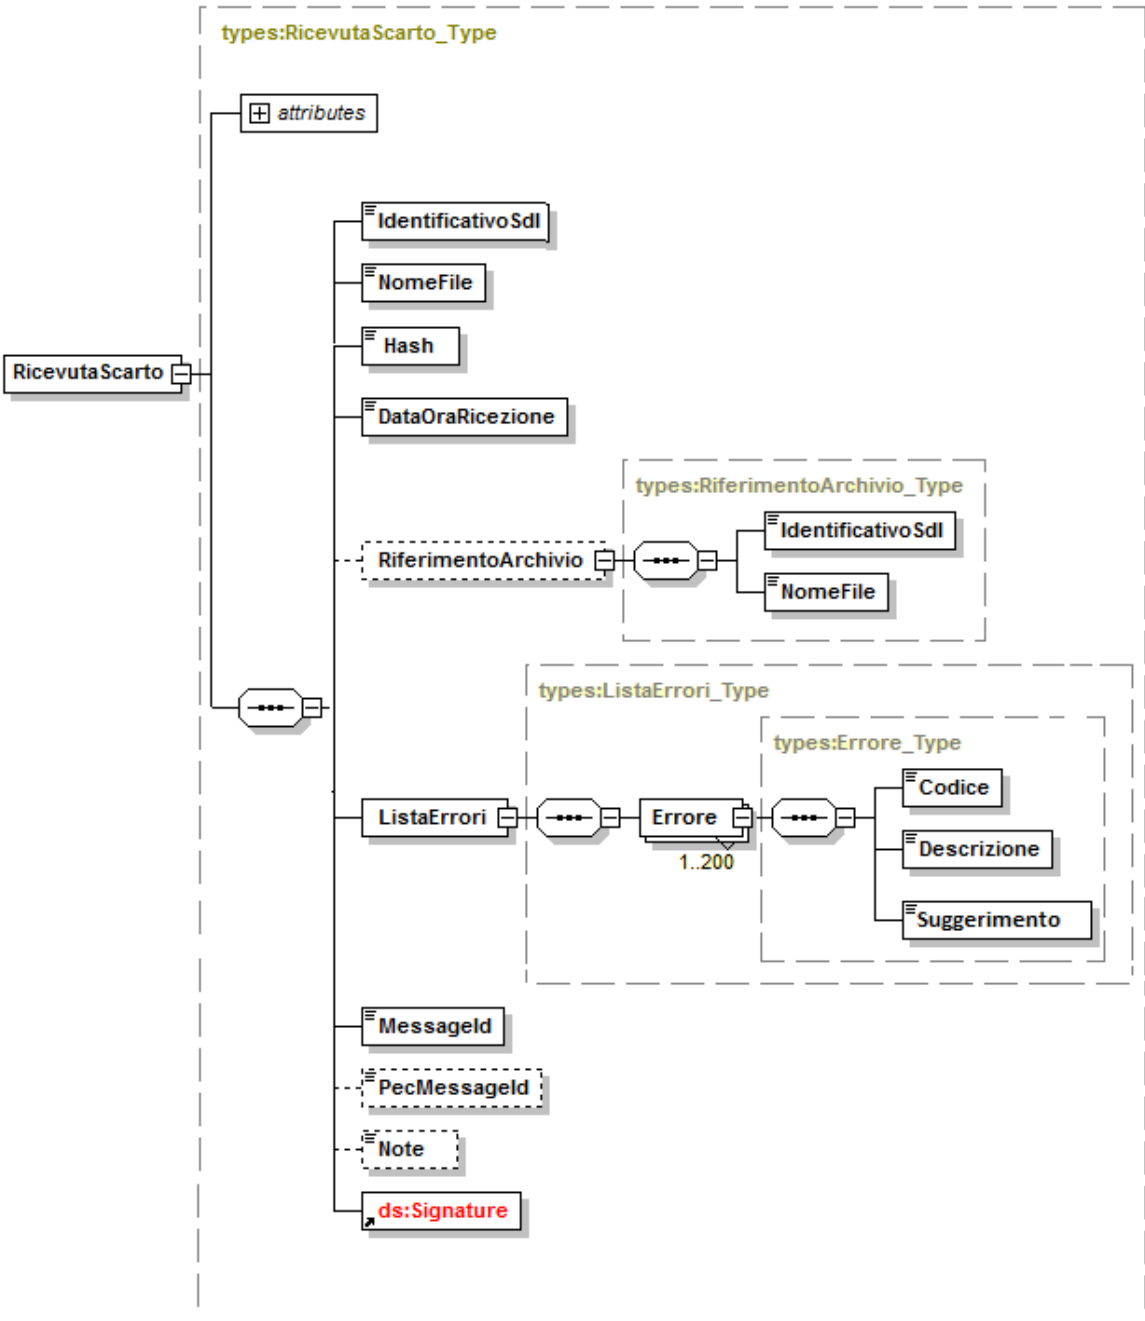 types:RicevutaScarto_Type
attributes
IdentificativoSdI
NomeFile
Hash
RicevutaScarto
DataOraRicezione
types:RiferimentoArchivio_Type
IdentificativoSdI
RiferimentoArchivio
NomeFile
types:ListaErrori_Type
types:Errore_Type
Codice
ListaErrori
Errore
1..200
Descrizione
Suggerimento
MessageId
PecMessageId
Note
ds:Signature